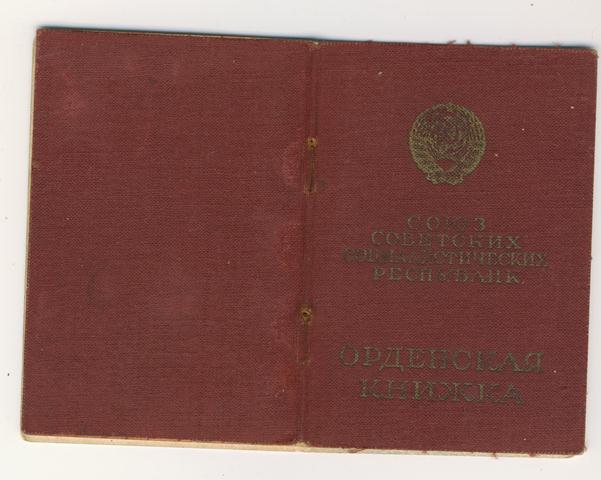 СОЮЗ
СОВЕТСКИХ
СОЦИАЛИСТИЧЕСКИХ
РЕСПУБЛИК
ОРДЕНСКАЯ
КНИЖКА